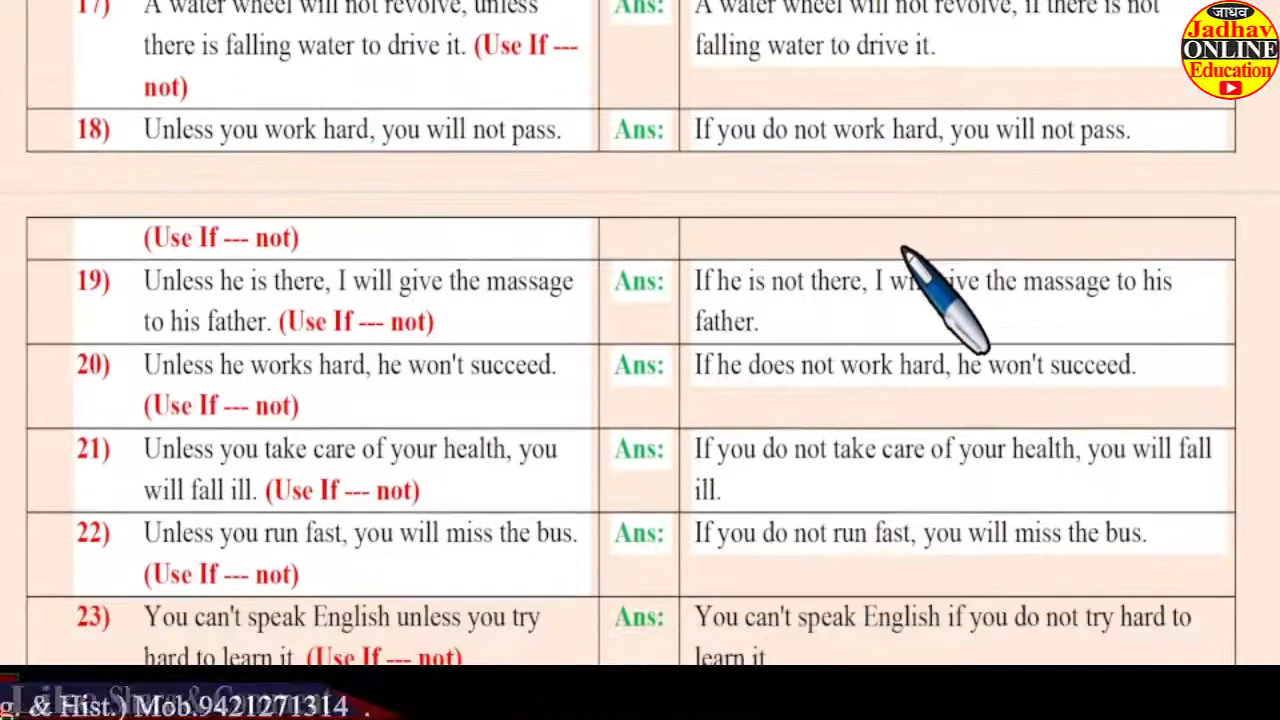 17) A water wheel will not revolve, unless Ans: A water wheel will not revolve, if there is not
there is falling water to drive it. (Use If --- falling water to drive it.
not)
18) Unless you work hard, you will not pass. Ans: If you do not work hard, you will not pass.
(Use If --- not)
19) Unless he is there, I will give the massage Ans: If he is not there, I will give the massage to his
to his father. (Use If --- not) father.
20) Unless he works hard, he won't succeed. Ans: If he does not work hard, he won't succeed.
(Use If --- not)
21) Unless you take care of your health, you Ans: If you do not take care of your health, you will fall
will fall ill. (Use If --- not) ill.
22) Unless you run fast, you will miss the bus. Ans: If you do not run fast, you will miss the bus.
(Use If --- not)
23) You can't speak English unless you try Ans: You can't speak English if you do not try hard to
hard to learn it. (Use If --- not) learn it
जाधव
Jadhav
ONLINE
Education
Like Share & Comment
g. & Hist.) Mob.9421271314 .